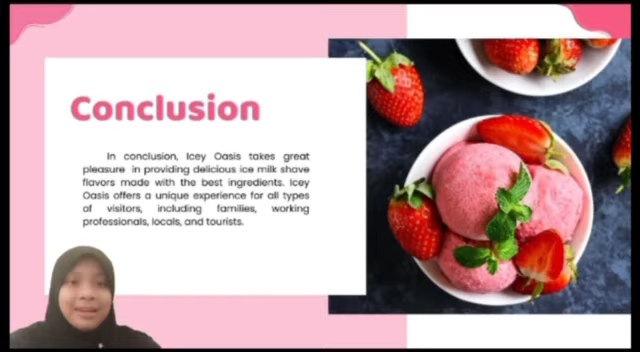 Conclusion
In conclusion, Icey Oasis takes great
pleasure in providing delicious ice milk shave
flavors made with the best ingredients. Icey
Oasis offers a unique experience for all types
of visitors, including families, working
professionals, locals, and tourists.